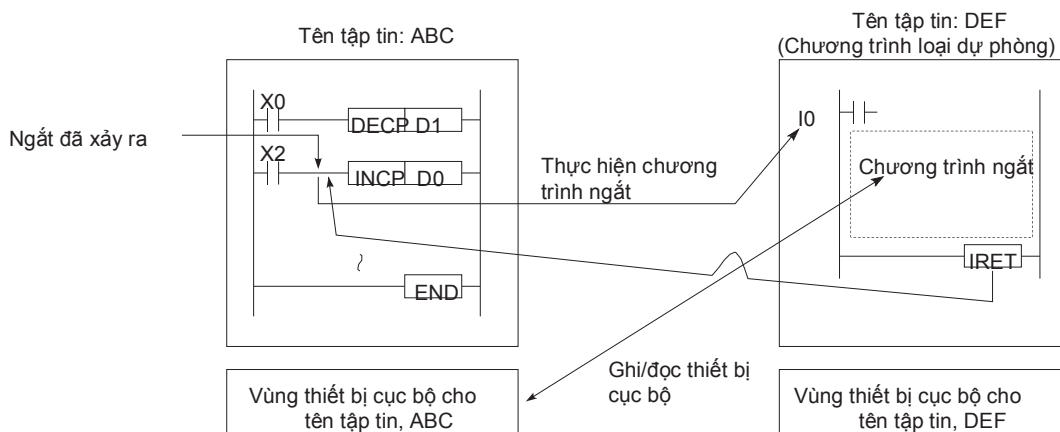 Tên tập tin: ABC
Tên tập tin: DEF
(Chương trình loại dự phòng)
X0
DECP D1
Ngắt đã xảy ra
X2
INCP D0
Thực hiện chương
trình ngắt
I0
Chương trình ngắt
IRET
END
Ghi/đọc thiết bị
cục bộ
Vùng thiết bị cục bộ cho
tên tập tin, ABC
Vùng thiết bị cục bộ cho
tên tập tin, DEF